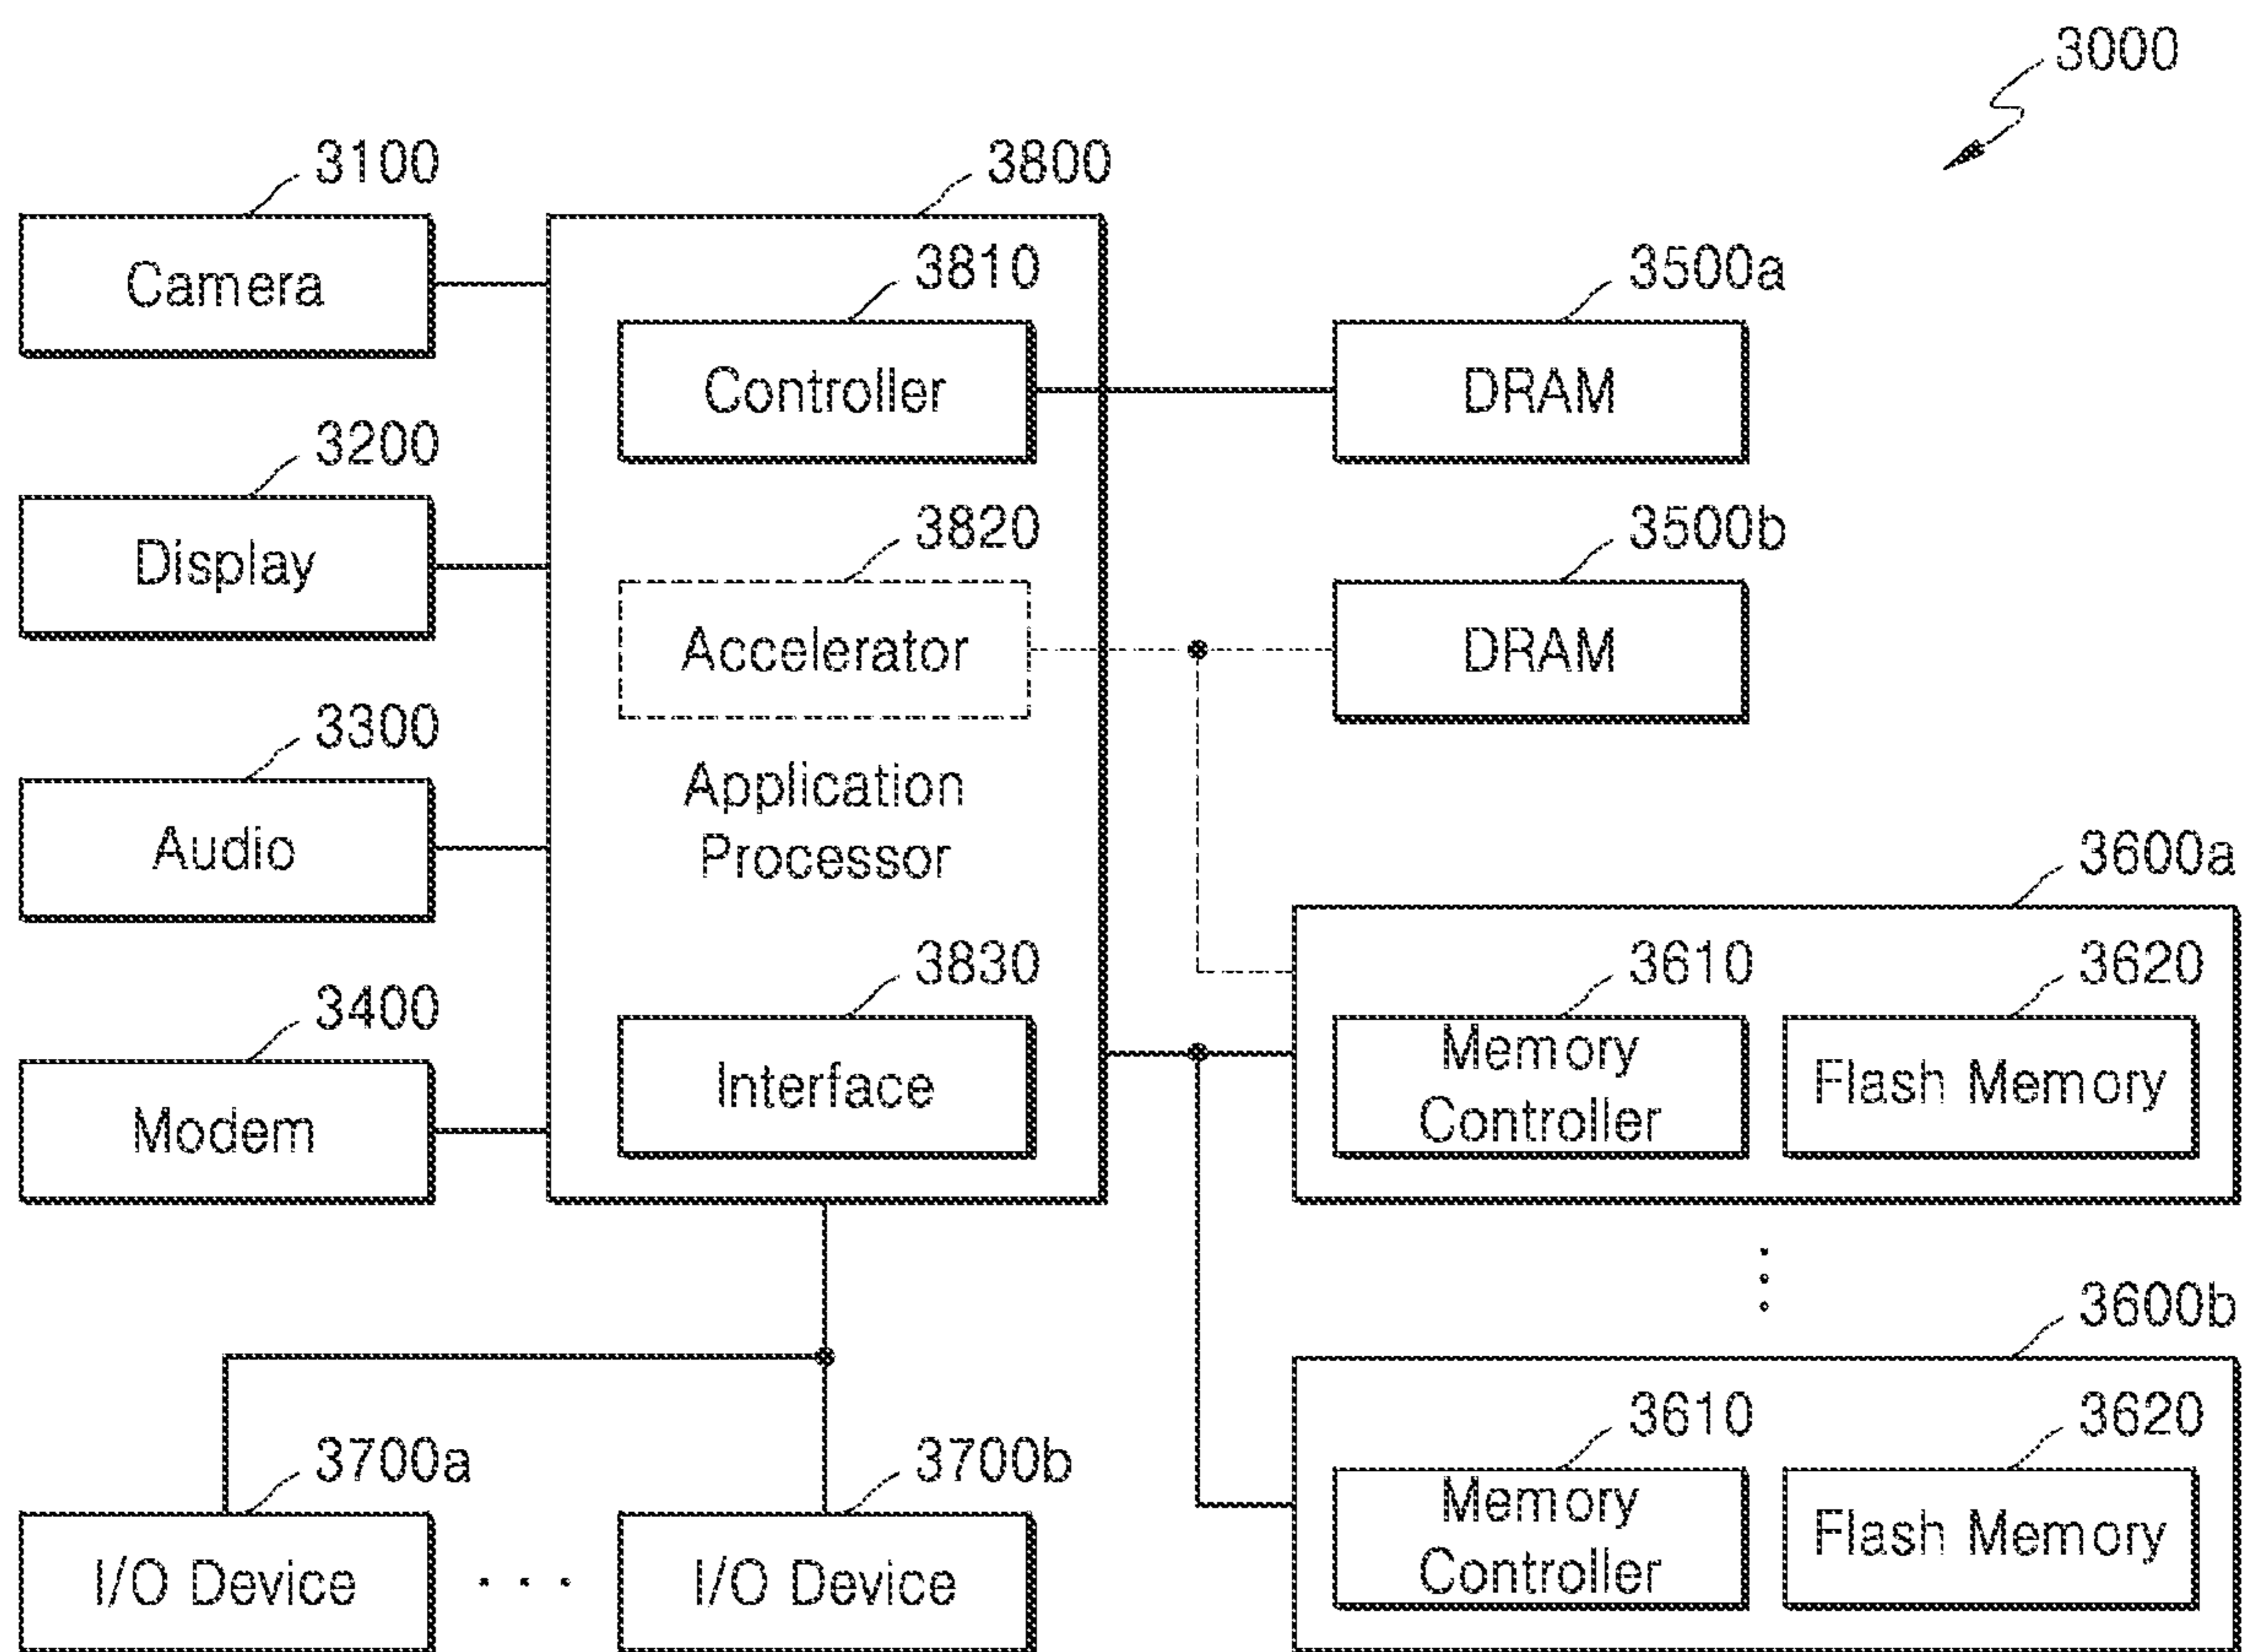 3000
3100
Camera
3200
Display
3300
Audio
3400
Modem
3800
3810
Controller
3820
Accelerator
Application
Processor
3830
Interface
3500a
DRAM
3500b
DRAM
3600a
3610
Memory
Controller
3620
Flash Memory
3600b
3610
Memory
Controller
3620
Flash Memory
3700a
I/O Device
3700b
I/O Device